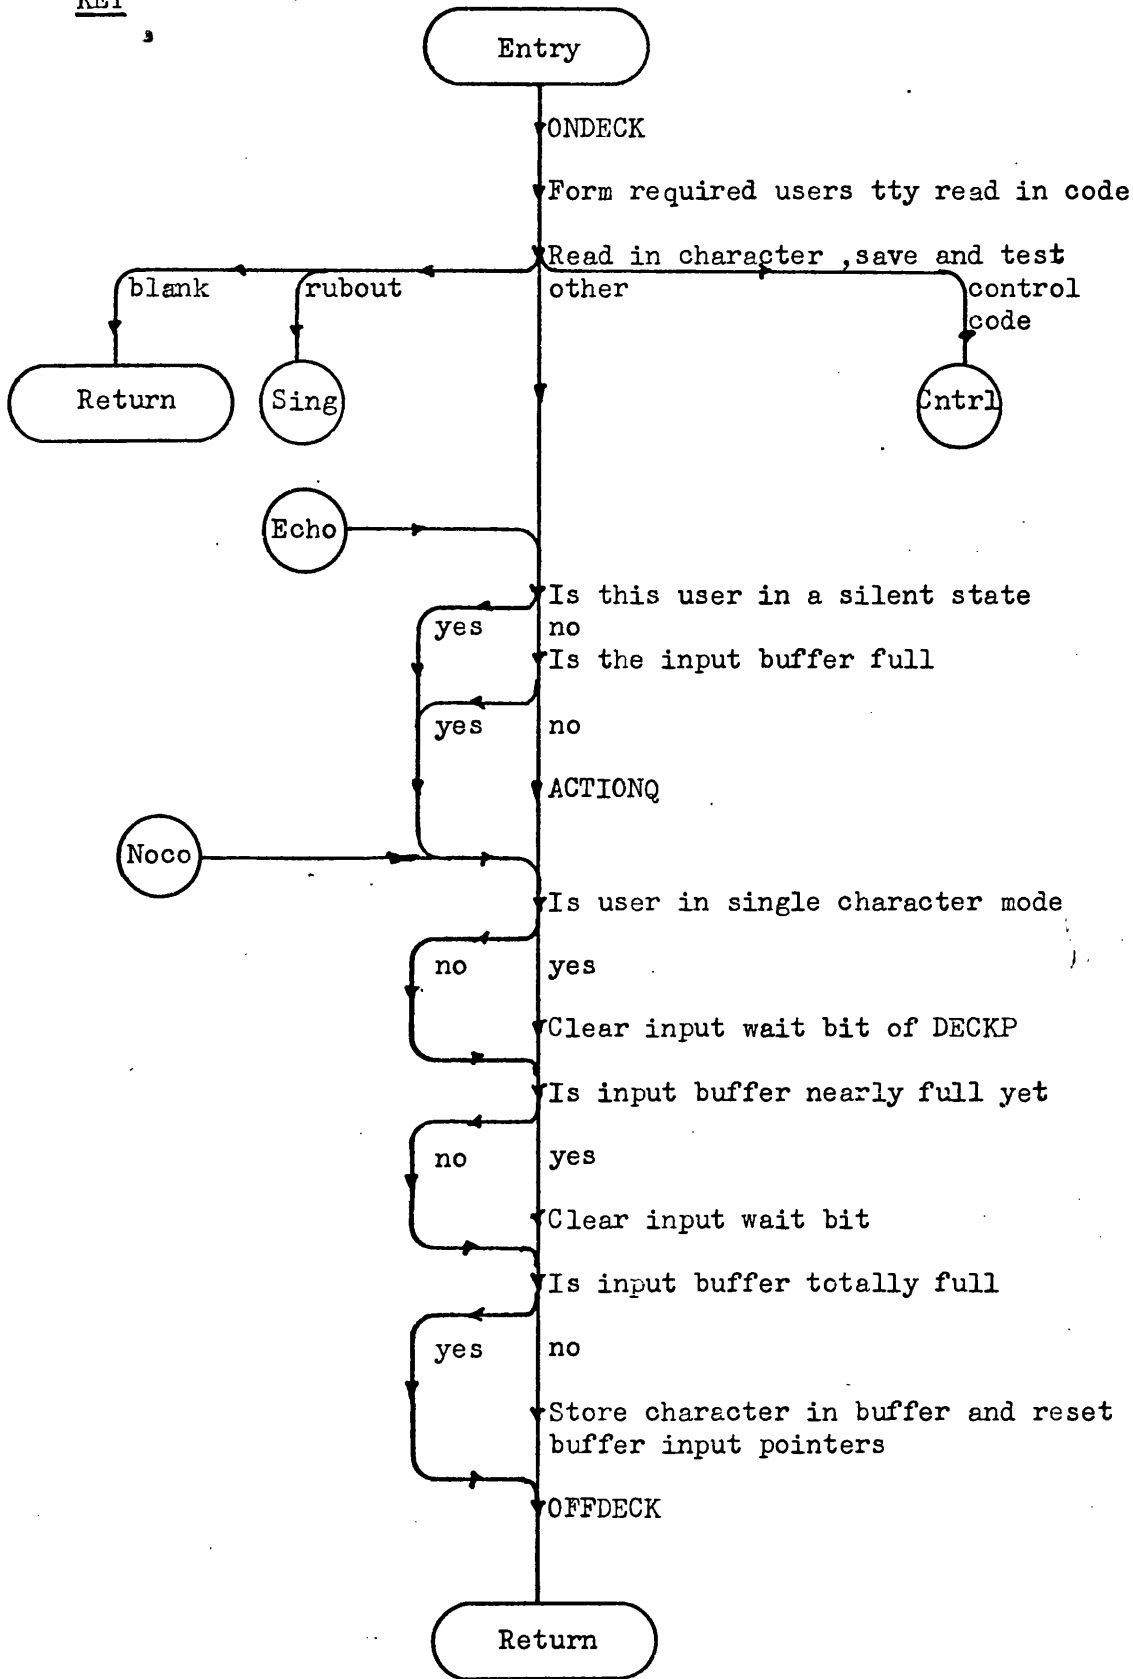 KEY
Entry
ONDECK
Form required users tty read in code
Read in character ,save and test
blank
rubout
other
control
code
Return
Sing
Cntrl
Echo
Is this user in a silent state
yes
no
Is the input buffer full
yes
no
ACTIONQ
Noco
Is user in single character mode
no
yes
Clear input wait bit of DECKP
Is input buffer nearly full yet
no
yes
Clear input wait bit
Is input buffer totally full
yes
no
Store character in buffer and reset
buffer input pointers
OFFDECK
Return